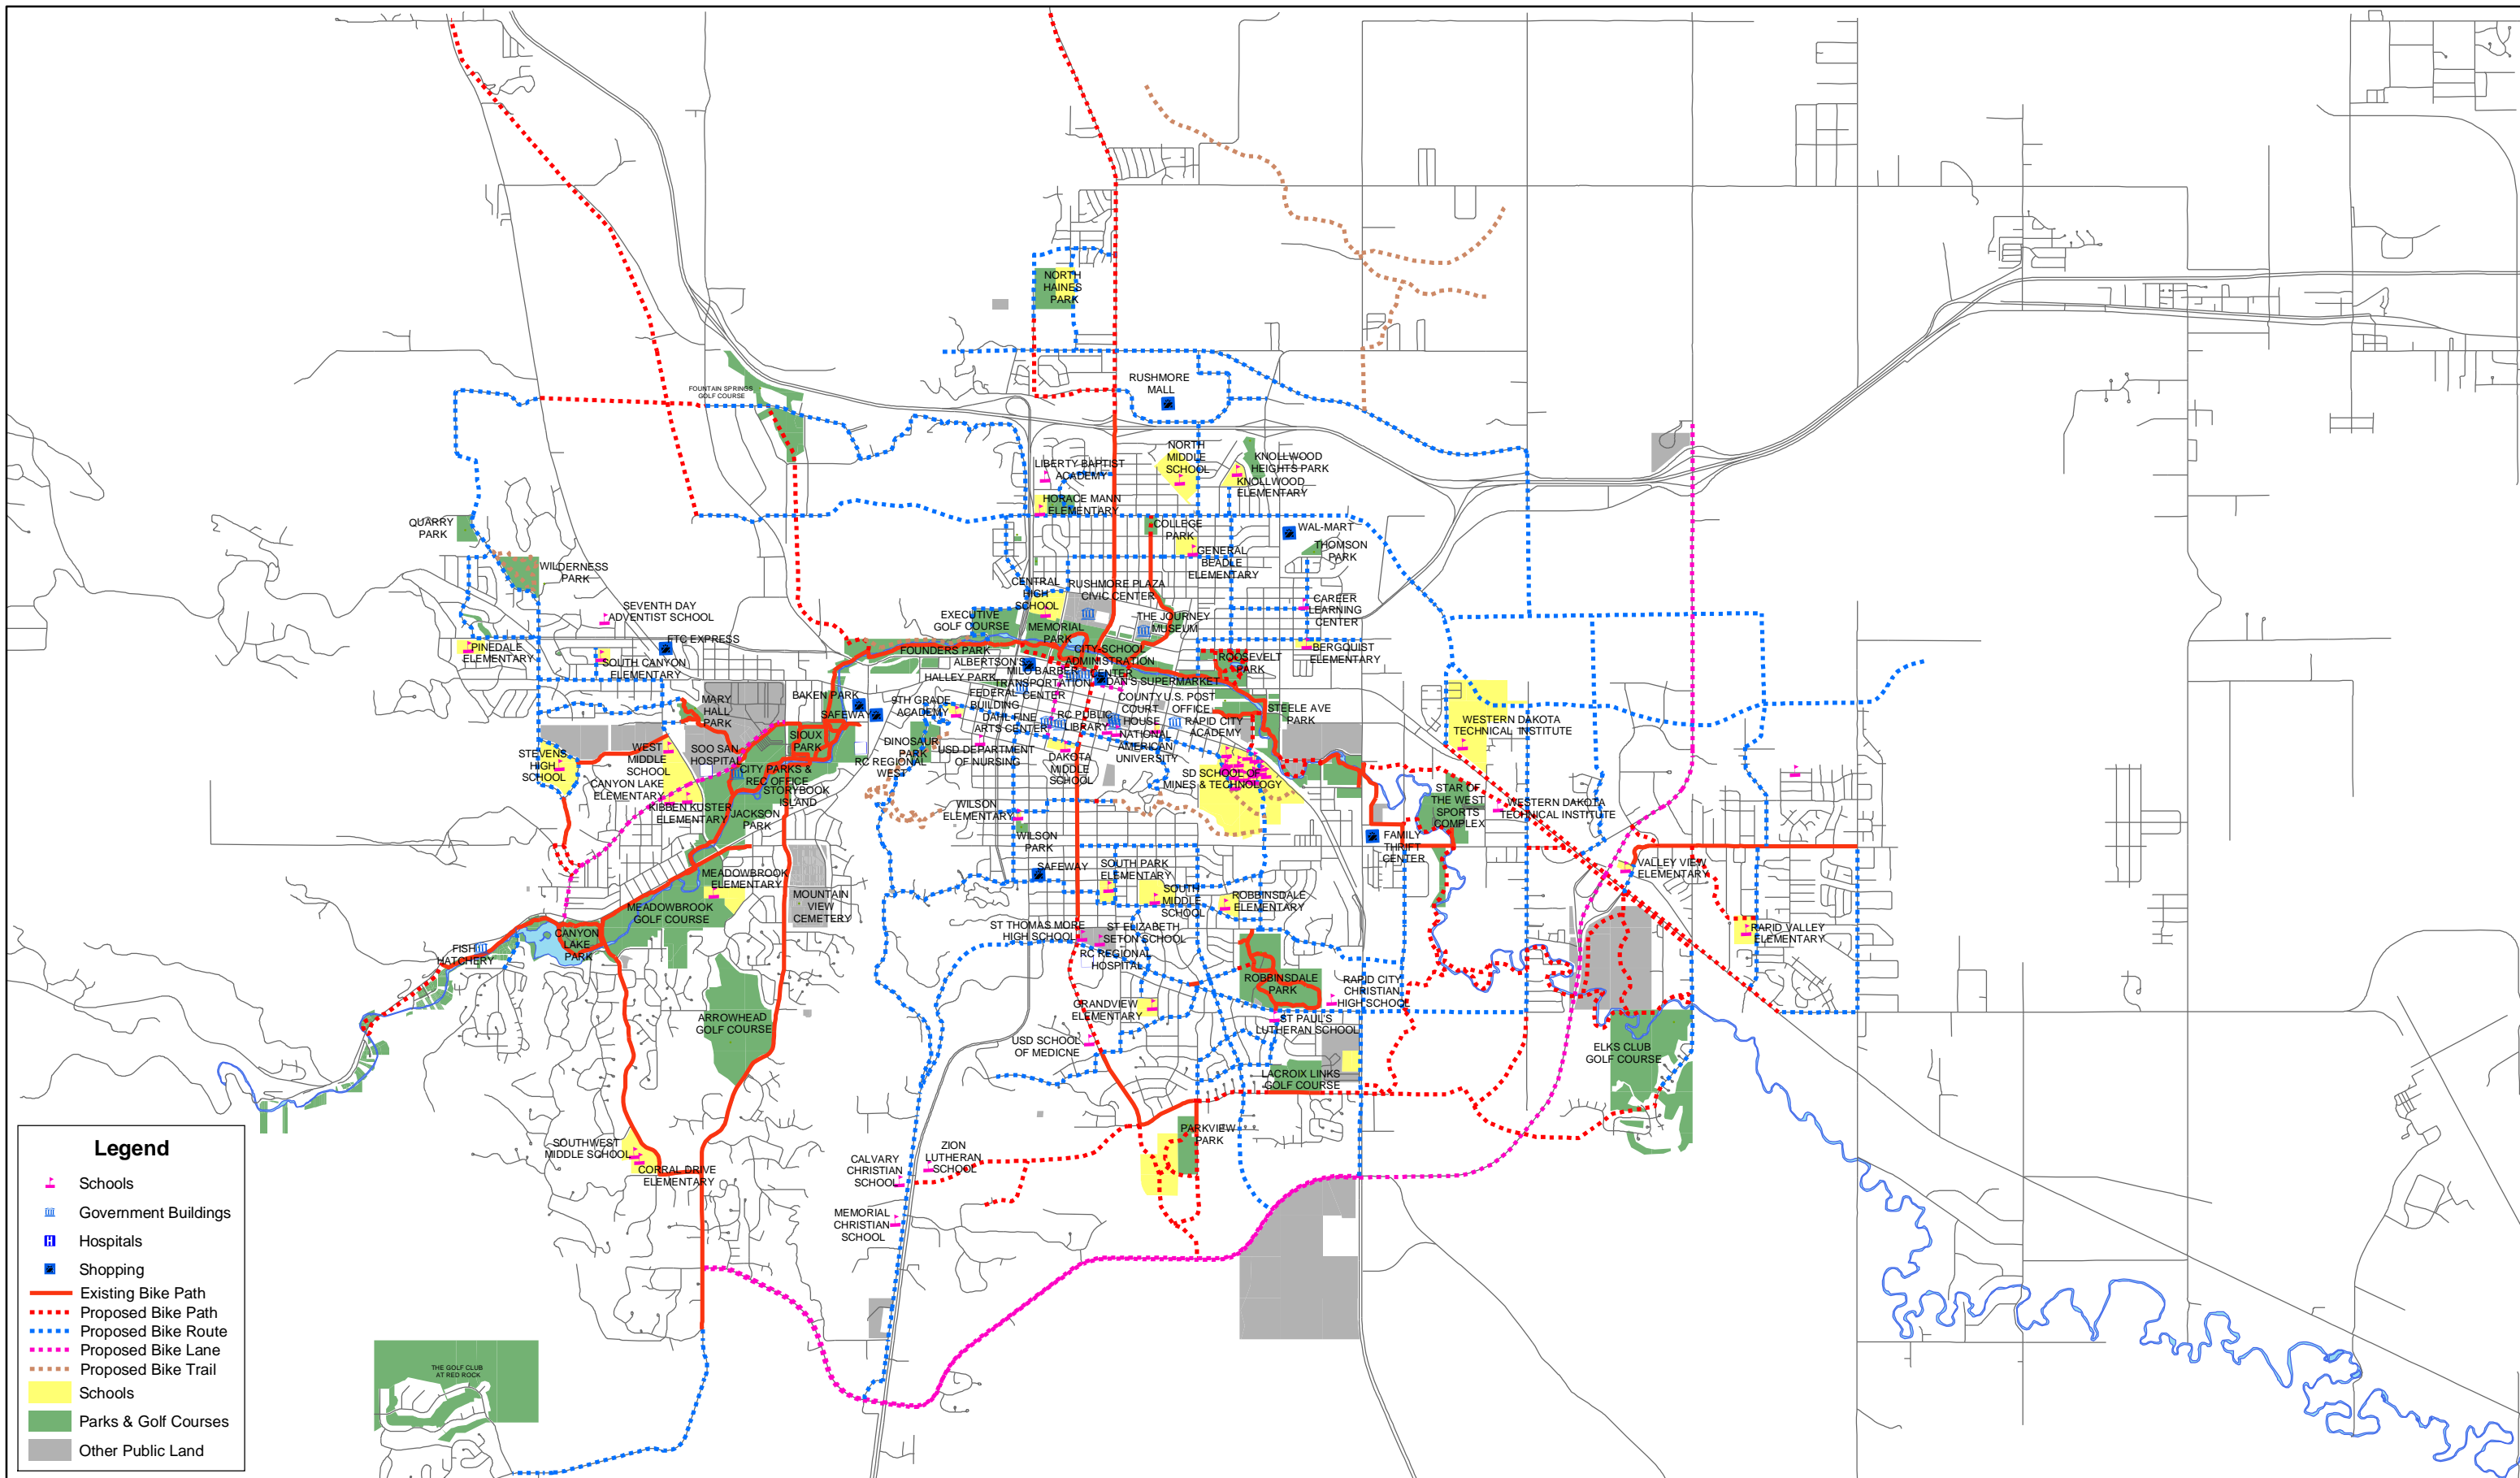 NORTH
HAINES
PARK
RUSHMORE
MALL
FOUNTAIN SPRINGS
GOLF COURSE
NORTH
MIDDLE
SCHOOL
KNOLLWOOD
HEIGHTS PARK
KNOLLWOOD
ELEMENTARY
LIBERTY BAPTIST
ACADEMY
HORACE MANN
ELEMENTARY
QUARRY
PARK
COLLEGE
PARK
WAL-MART
THOMSON
PARK
GENERAL
BEADLE
ELEMENTARY
WILDERNESS
PARK
CENTRAL
HIGH
SCHOOL
RUSHMORE PLAZA
CIVIC CENTER
CAREER
LEARNING
CENTER
SEVENTH DAY
ADVENTIST SCHOOL
EXECUTIVE
GOLF COURSE
MEMORIAL
PARK
THE JOURNEY
MUSEUM
FTC EXPRESS
PINEDALE
ELEMENTARY
SOUTH CANYON
ELEMENTARY
FOUNDERS PARK
CITY-SCHOOL
ADMINISTRATION
CENTER
ROOSEVELT
PARK
BERGQUIST
ELEMENTARY
ALBERTSON'S
HALLEY PARK
MILO BARBER
TRANSPORTATION
CENTER
DAN'S SUPERMARKET
MARY
HALL
PARK
BAKEN PARK
SAFEWAY
9TH GRADE
ACADEMY
FEDERAL
BUILDING
DAHL FINE
ARTS CENTER
RC PUBLIC
LIBRARY
COUNTY
COURT
HOUSE
U.S. POST
OFFICE
RAPID CITY
ACADEMY
STEELE AVE
PARK
NATIONAL
AMERICAN
UNIVERSITY
WESTERN DAKOTA
TECHNICAL INSTITUTE
SIOUX
PARK
STEVENS
HIGH
SCHOOL
WEST
MIDDLE
SCHOOL
SOO SAN
HOSPITAL
DINOSAUR
PARK
RC REGIONAL
WEST
USD DEPARTMENT
OF NURSING
DAKOTA
MIDDLE
SCHOOL
SD SCHOOL OF
MINES & TECHNOLOGY
CITY PARKS &
REC OFFICE
CANYON LAKE
ELEMENTARY
KIBBEN KUSTER
ELEMENTARY
STORYBOOK
ISLAND
JACKSON
PARK
WILSON
ELEMENTARY
WILSON
PARK
STAR OF
THE WEST
SPORTS
COMPLEX
WESTERN DAKOTA
TECHNICAL INSTITUTE
FAMILY
THRIFT
CENTER
VALLEY VIEW
ELEMENTARY
MEADOWBROOK
ELEMENTARY
MOUNTAIN
VIEW
CEMETERY
MEADOWBROOK
GOLF COURSE
SAFEWAY
SOUTH PARK
ELEMENTARY
SOUTH
MIDDLE
SCHOOL
ROBBINSDALE
ELEMENTARY
RAPID VALLEY
ELEMENTARY
ST THOMAS MORE
HIGH SCHOOL
ST ELIZABETH
SETON SCHOOL
RC REGIONAL
HOSPITAL
FISH
HATCHERY
CANYON
LAKE
PARK
ROBBINSDALE
PARK
RAPID CITY
CHRISTIAN
HIGH SCHOOL
GRANDVIEW
ELEMENTARY
ST PAUL'S
LUTHERAN SCHOOL
ARROWHEAD
GOLF COURSE
USD SCHOOL
OF MEDICNE
ELKS CLUB
GOLF COURSE
LACROIX LINKS
GOLF COURSE
PARKVIEW
PARK
SOUTHWEST
MIDDLE SCHOOL
CORRAL DRIVE
ELEMENTARY
CALVARY
CHRISTIAN
SCHOOL
ZION
LUTHERAN
SCHOOL
MEMORIAL
CHRISTIAN
SCHOOL
THE GOLF CLUB
AT RED ROCK
Legend
Schools
Government Buildings
H Hospitals
Shopping
Existing Bike Path
Proposed Bike Path
Proposed Bike Route
Proposed Bike Lane
Proposed Bike Trail
Schools
Parks & Golf Courses
Other Public Land